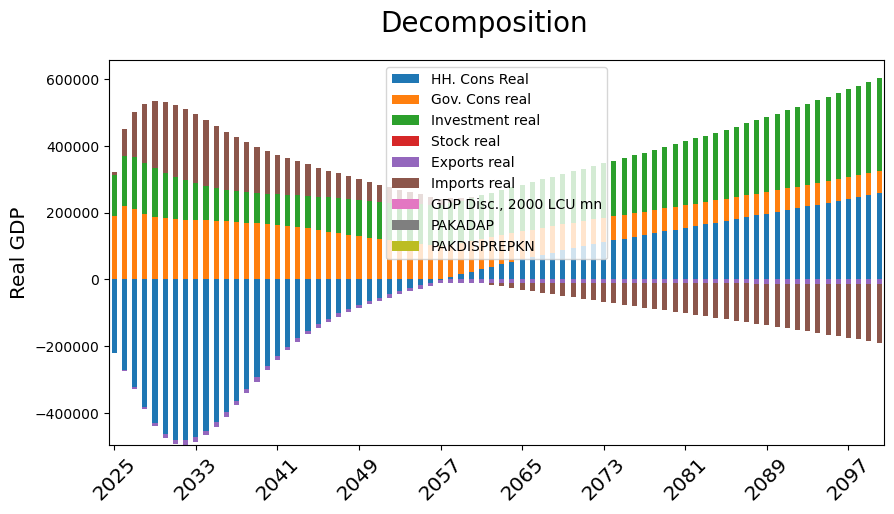 Decomposition
Real GDP
600000
400000
200000
0
−200000
−400000
HH. Cons Real
Gov. Cons real
Investment real
Stock real
Exports real
Imports real
GDP Disc., 2000 LCU mn
PAKADAP
PAKDISPREPKN
2025
2033
2041
2049
2057
2065
2073
2081
2089
2097